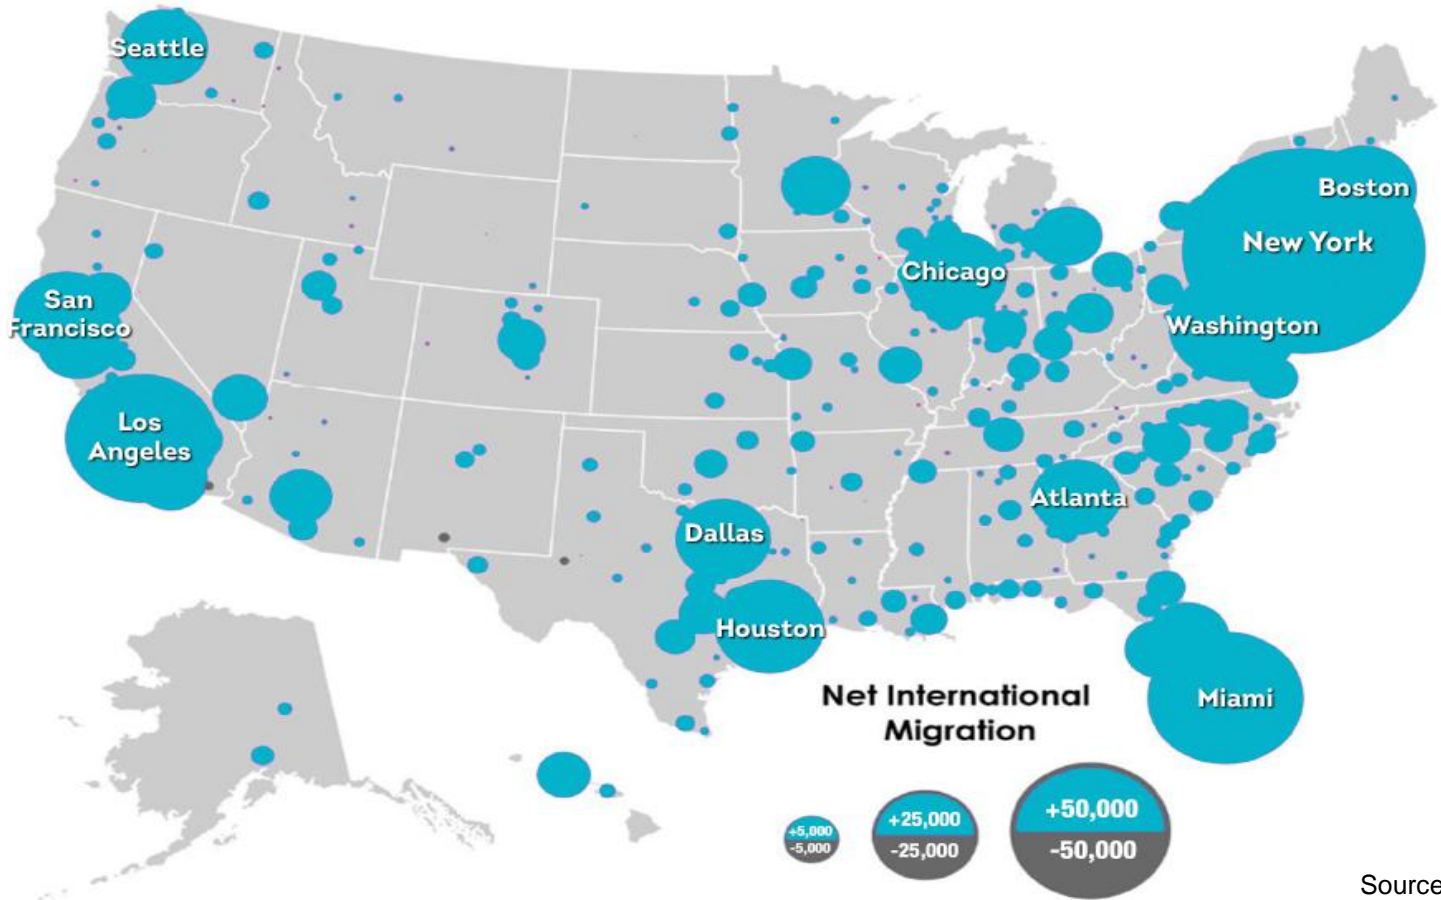 Seattle
Boston
New York
Chicago
San
Francisco
Washington
Los
Angeles
Atlanta
Dallas
Houston
Miami
Net International
Migration
+5,000
-5,000
+25,000
-25,000
+50,000
-50,000
Source